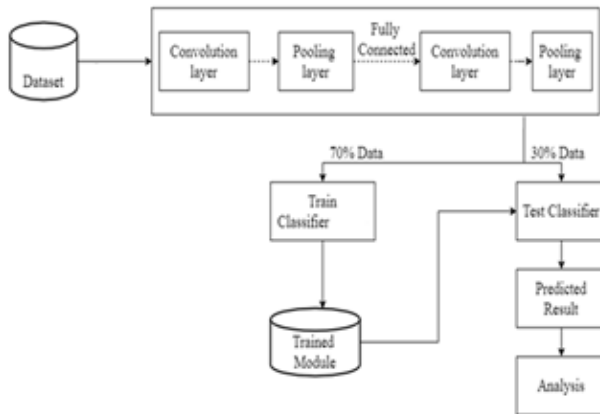 Dataset
Convolution
layer
Pooling
layer
Fully
Connected
Convolution
layer
Pooling
layer
70% Data
30% Data
Train
Classifier
Test Classifier
Trained
Module
Predicted
Result
Analysis